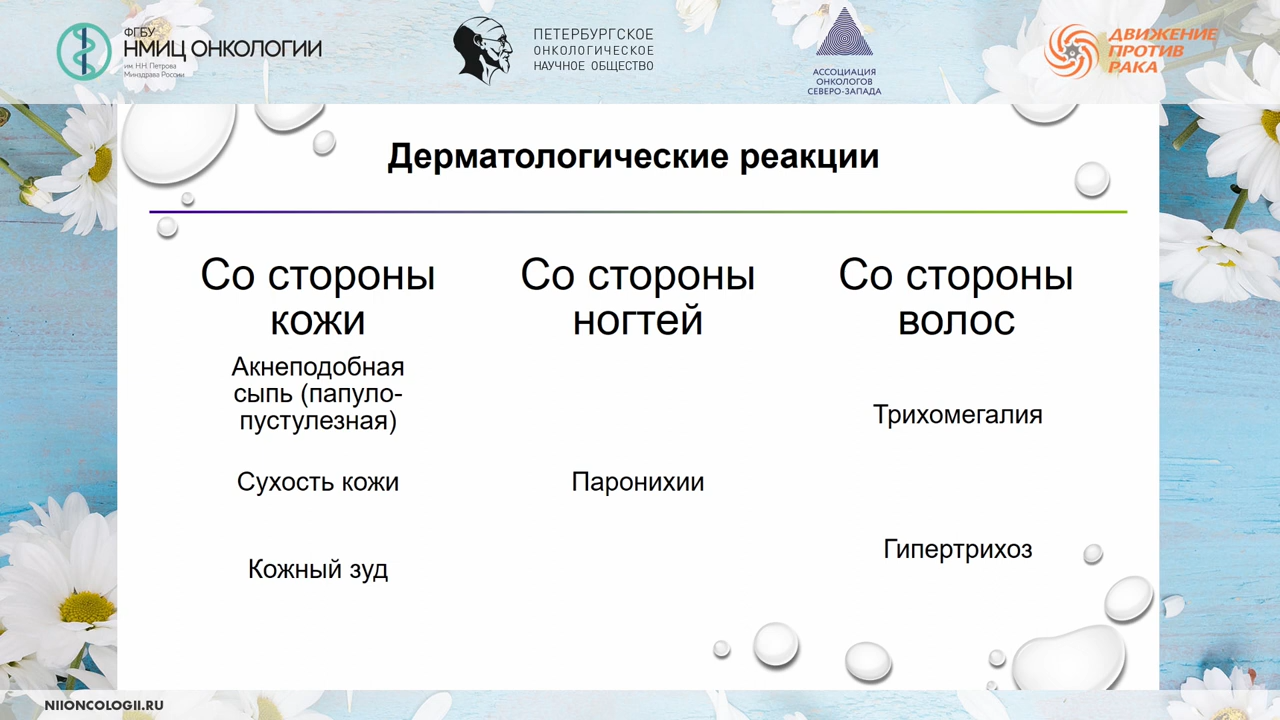 ФГБУ
НМИЦ ОНКОЛОГИИ
им. Н.Н. Петрова
Минздрава России
ПЕТЕРБУРГСКОЕ
ОНКОЛОГИЧЕСКОЕ
НАУЧНОЕ ОБЩЕСТВО
АССОЦИАЦИЯ
ОНКОЛОГОВ
СЕВЕРО-ЗАПАДА
ДВИЖЕНИЕ
ПРОТИВ
РАКА
Дерматологические реакции
Со стороны
кожи
Акнеподобная
сыпь (папуло-
пустулезная)
Сухость кожи
Кожный зуд
Со стороны
ногтей
Паронихии
Со стороны
волос
Трихомегалия
Гипертрихоз
NIIONCOLOGII.RU